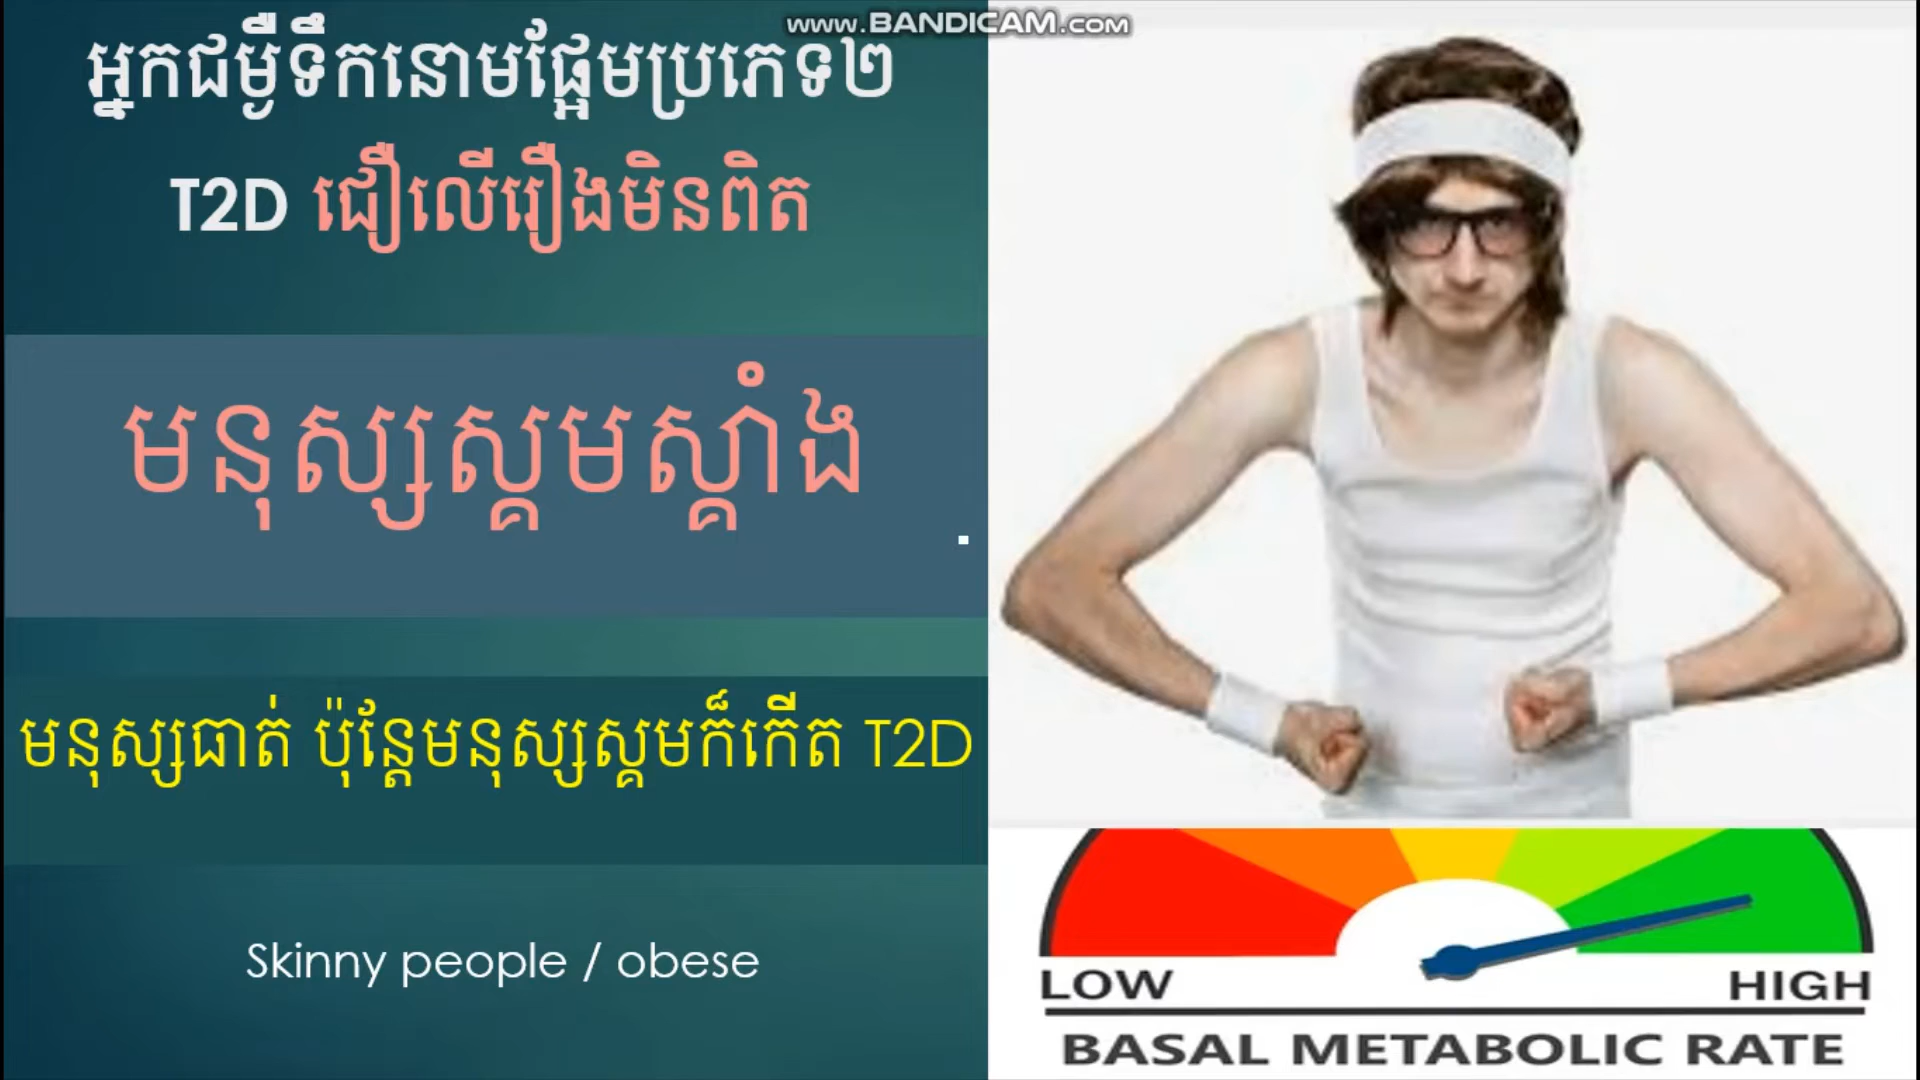 www.BANDICAM.com
អ្នកជម្ងឺទឹកនោមផ្អែមប្រភេទ២
T2D ជឿលើរឿងមិនពិត
មនុស្សស្គមស្គាំង
.
មនុស្សធាត់ ប៉ុន្តែមនុស្សស្គមក៏កើត T2D
Skinny people / obese
LOW HIGH
BASAL METABOLIC RATE